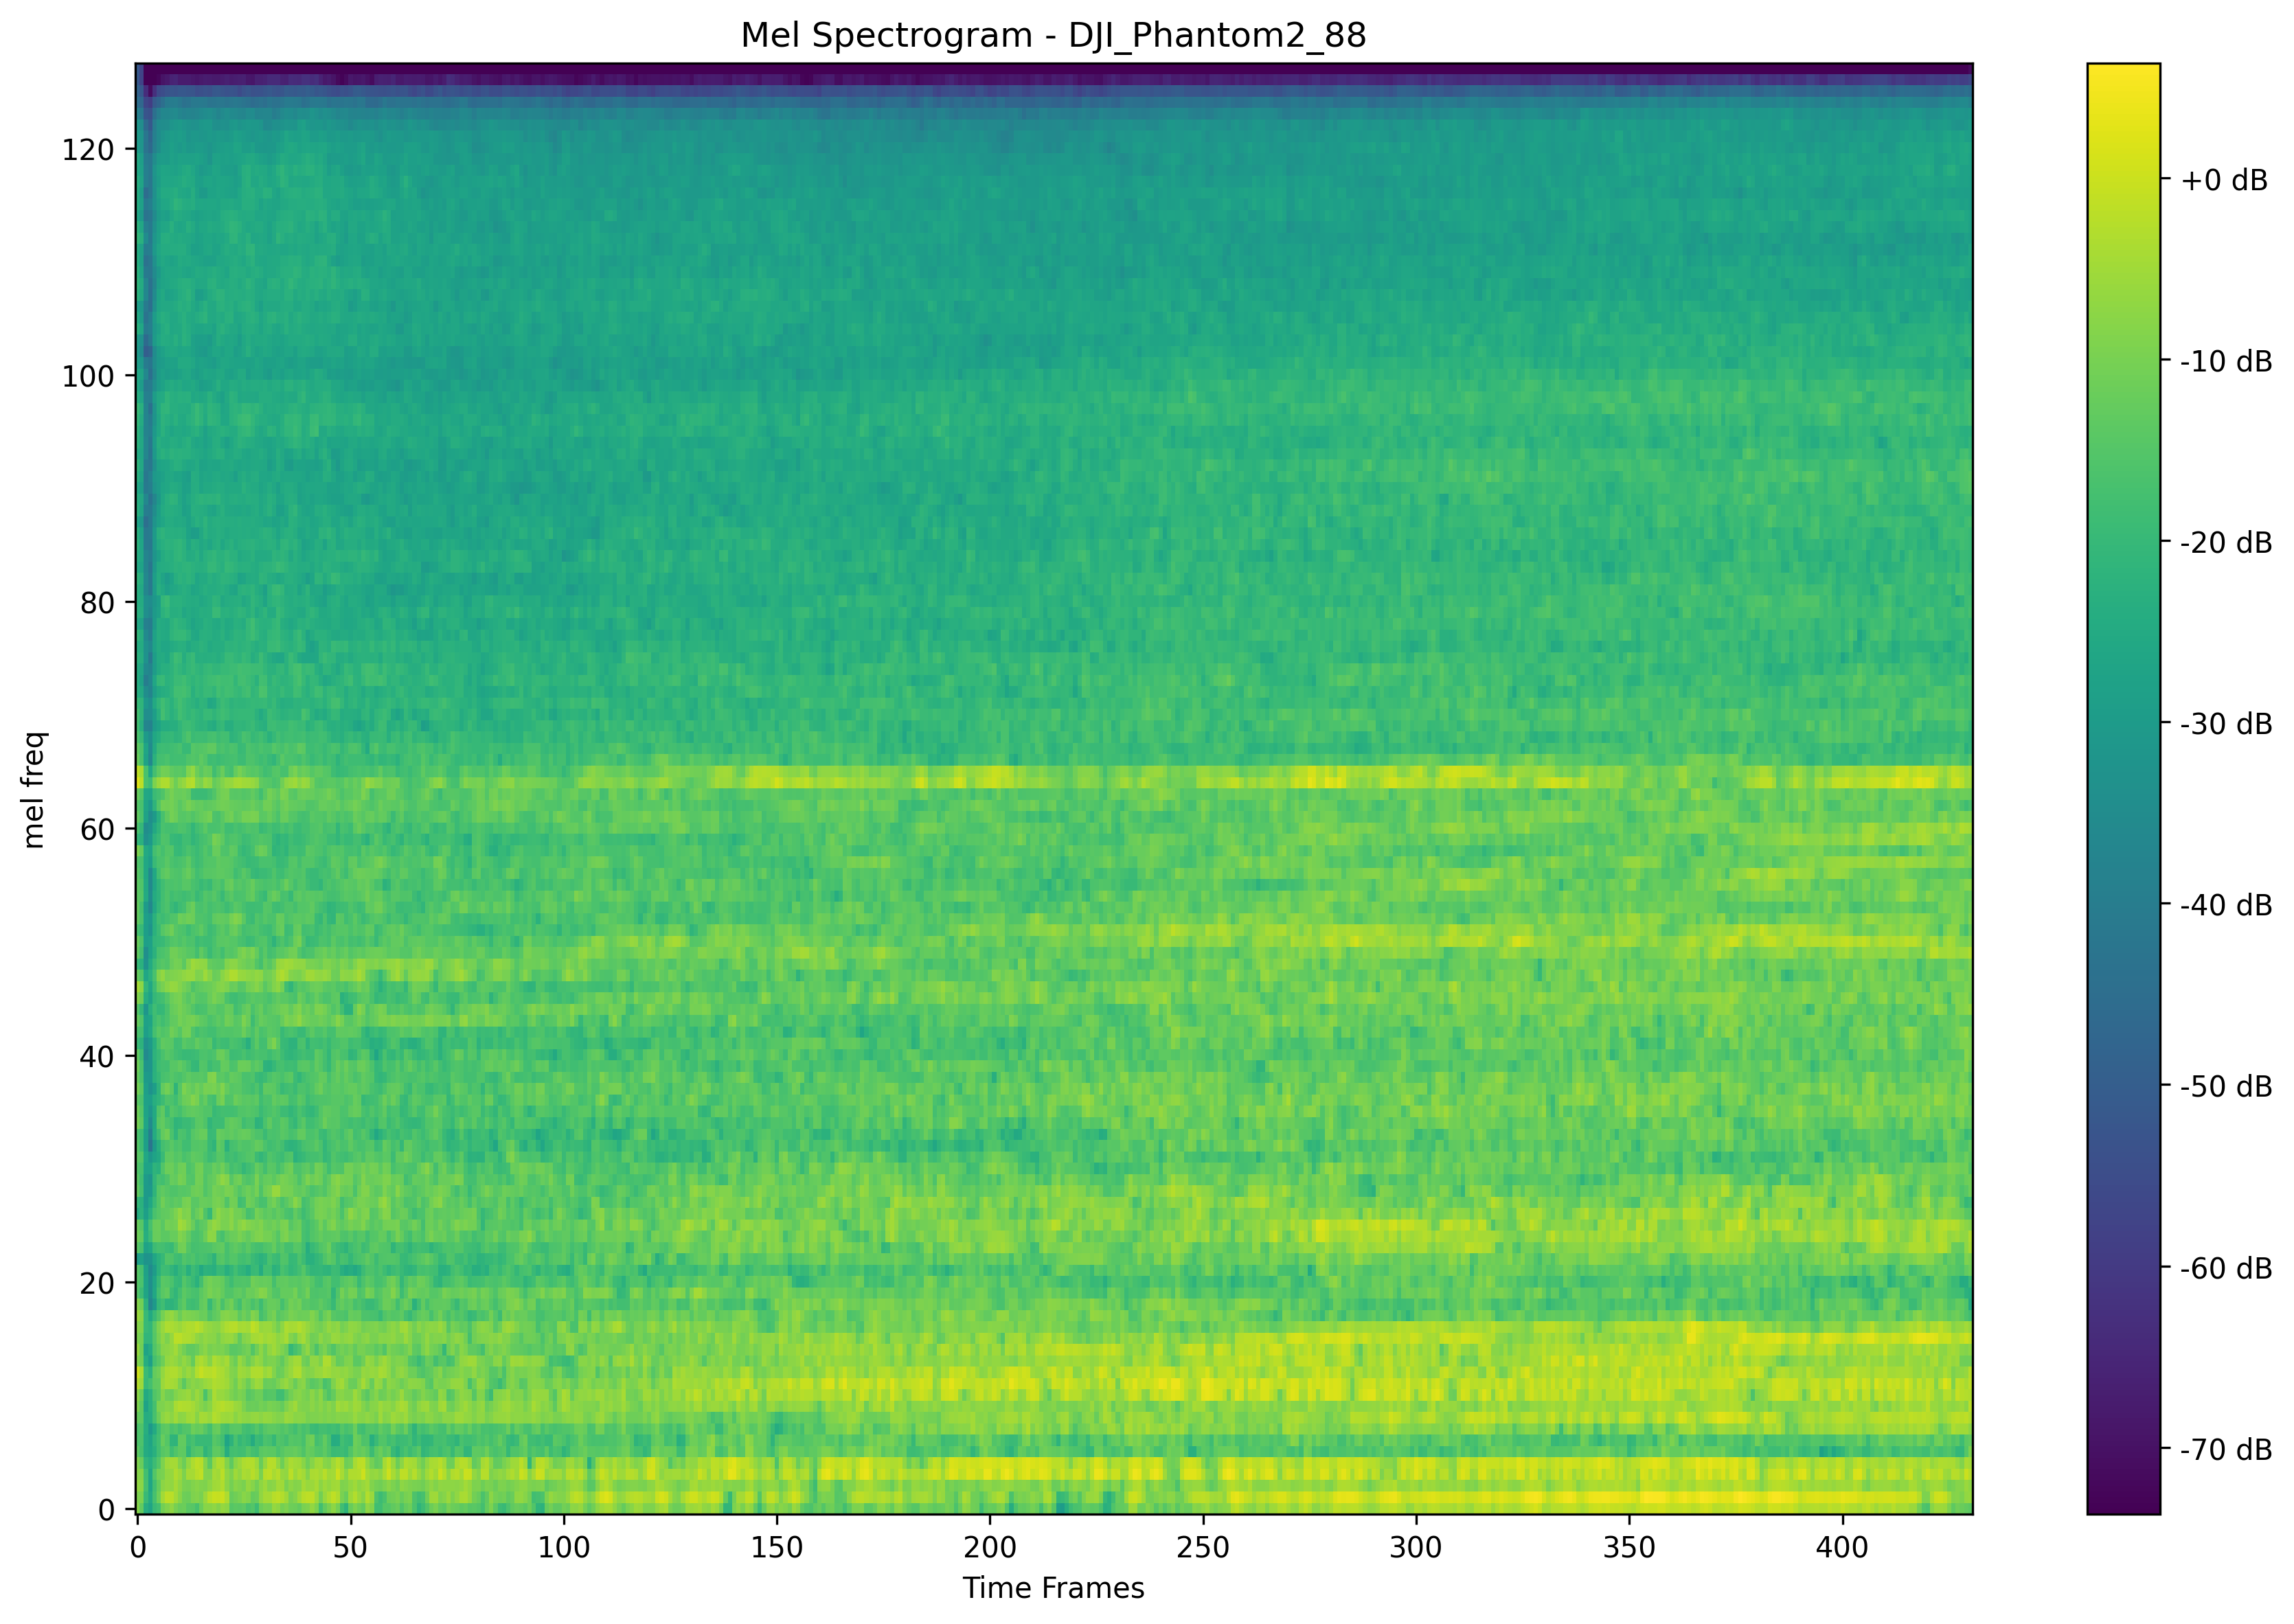 Mel Spectrogram - DJI_Phantom2_88
120
100
80
60
40
20
0
mel freq
0
50
100
150
200
250
300
350
400
Time Frames
+0 dB
-10 dB
-20 dB
-30 dB
-40 dB
-50 dB
-60 dB
-70 dB